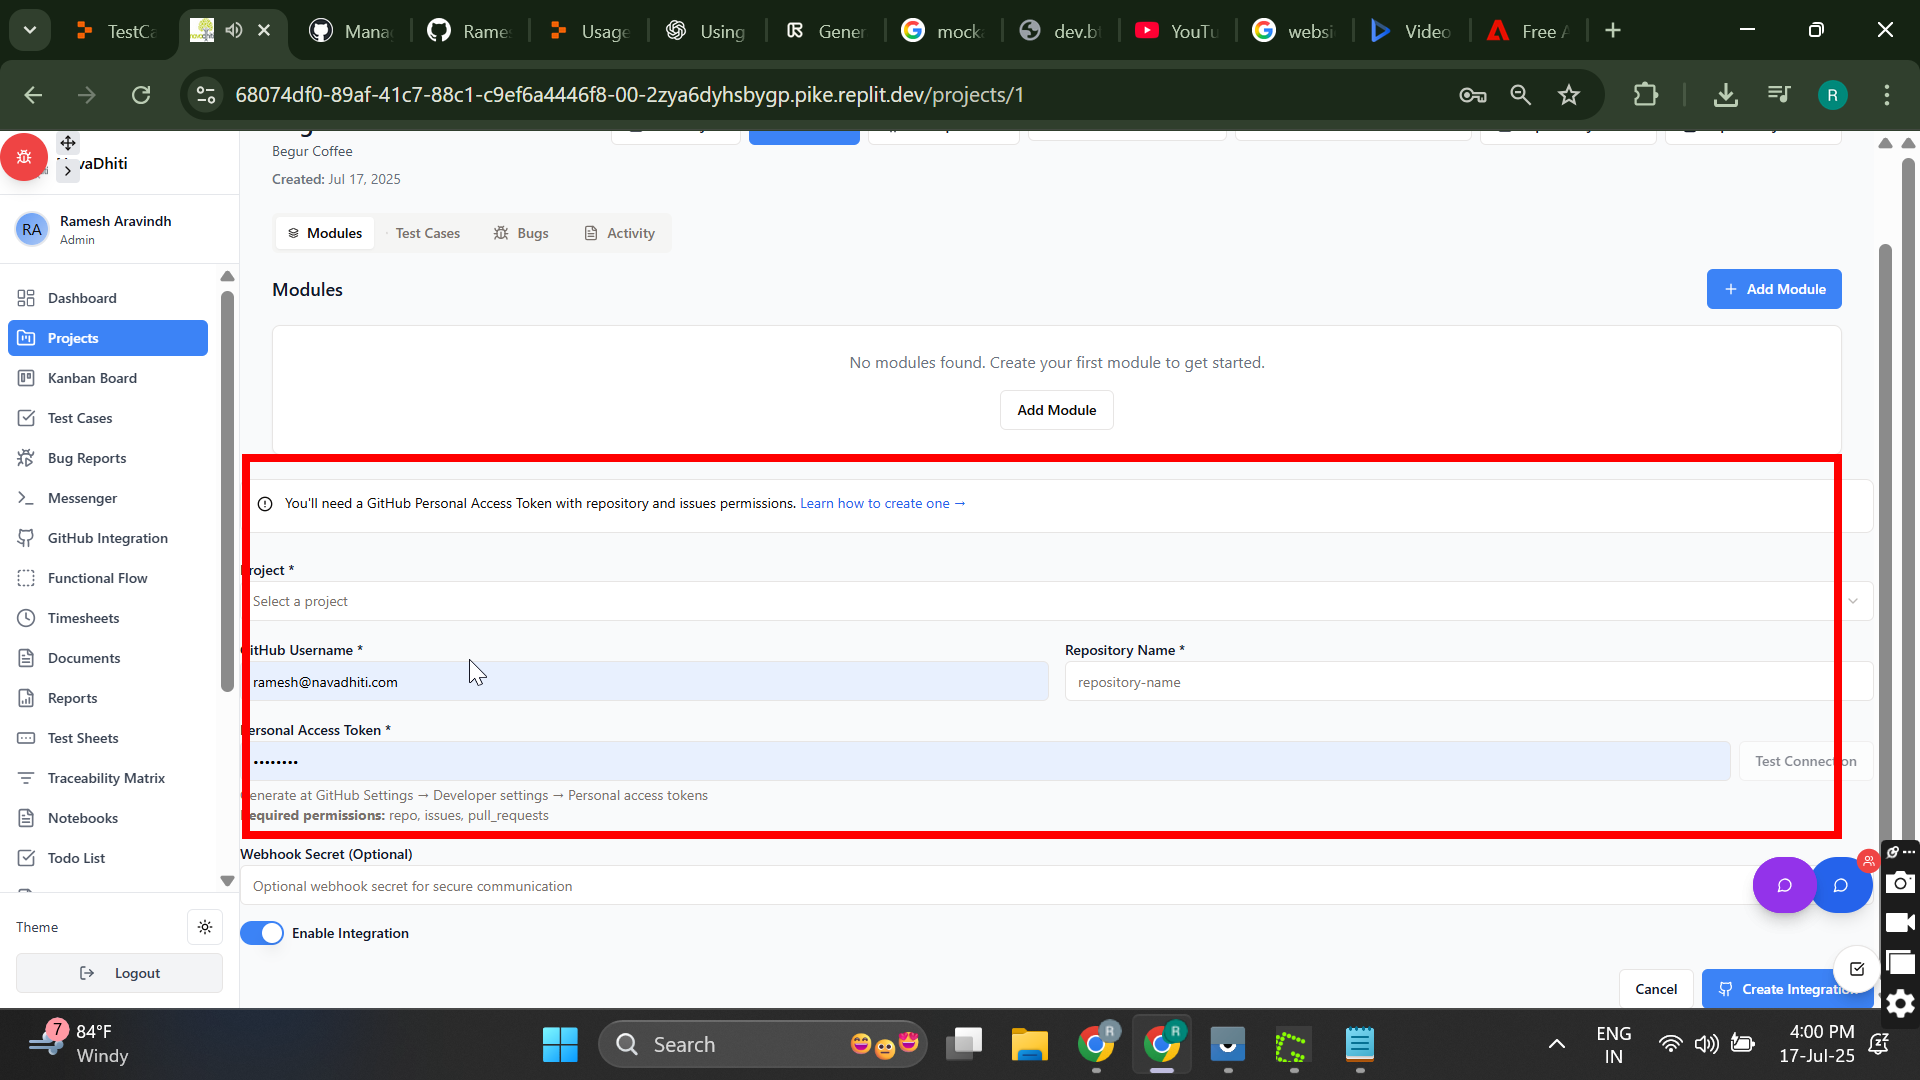 TestCa
Mana
Rame
Usage
Using
Gener
mock
dev.b
YouTu
websi
Video
Free A
68074df0-89af-41c7-88c1-c9ef6a4446f8-00-2zya6dyhsbygp.pike.replit.dev/projects/1
R
vaDhiti
RA
Ramesh Aravindh
Admin
Dashboard
Projects
Kanban Board
Test Cases
Bug Reports
Messenger
GitHub Integration
Functional Flow
Timesheets
Documents
Reports
Test Sheets
Traceability Matrix
Notebooks
Todo List
Theme
Logout
Begur Coffee
Created: Jul 17, 2025
Modules
Test Cases
Bugs
Activity
Modules
Add Module
No modules found. Create your first module to get started.
Add Module
You'll need a GitHub Personal Access Token with repository and issues permissions. Learn how to create one →
roject *
Select a project
itHub Username *
Repository Name *
ramesh@navadhiti.com
repository-name
ersonal Access Token *
••••••••
Test Connection
enerate at GitHub Settings → Developer settings → Personal access tokens
equired permissions: repo, issues, pull_requests
Webhook Secret (Optional)
Optional webhook secret for secure communication
Enable Integration
Cancel
Create Integratio
7
84°F
Windy
Search
R
R
ENG
IN
4:00 PM
17-Jul-25